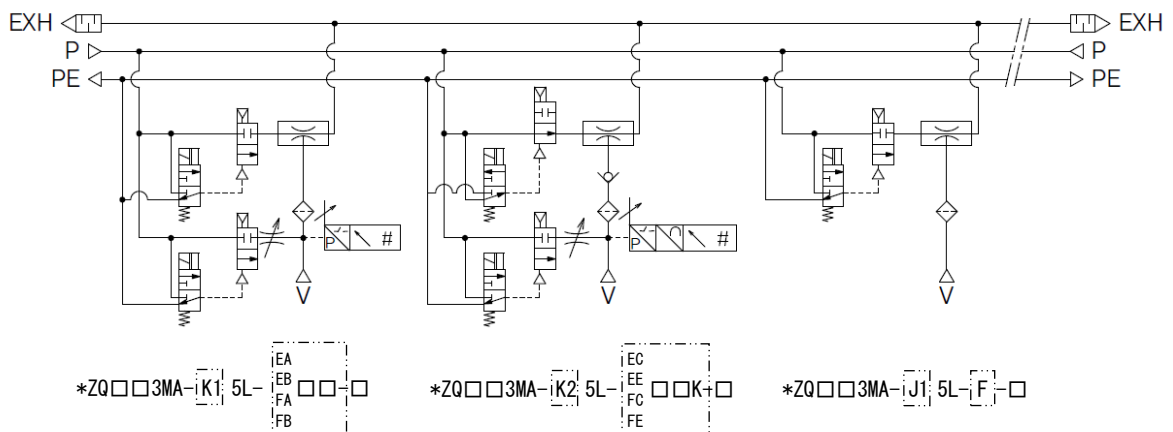 EXH EXH
P P
PE PE
P # P #
V V V
*ZQ□□3MA-K1 5L- EA EB FA FB □□-□
*ZQ□□3MA-K2 5L- EC EE FC FE □□K-□
*ZQ□□3MA-J1 5L-F-□